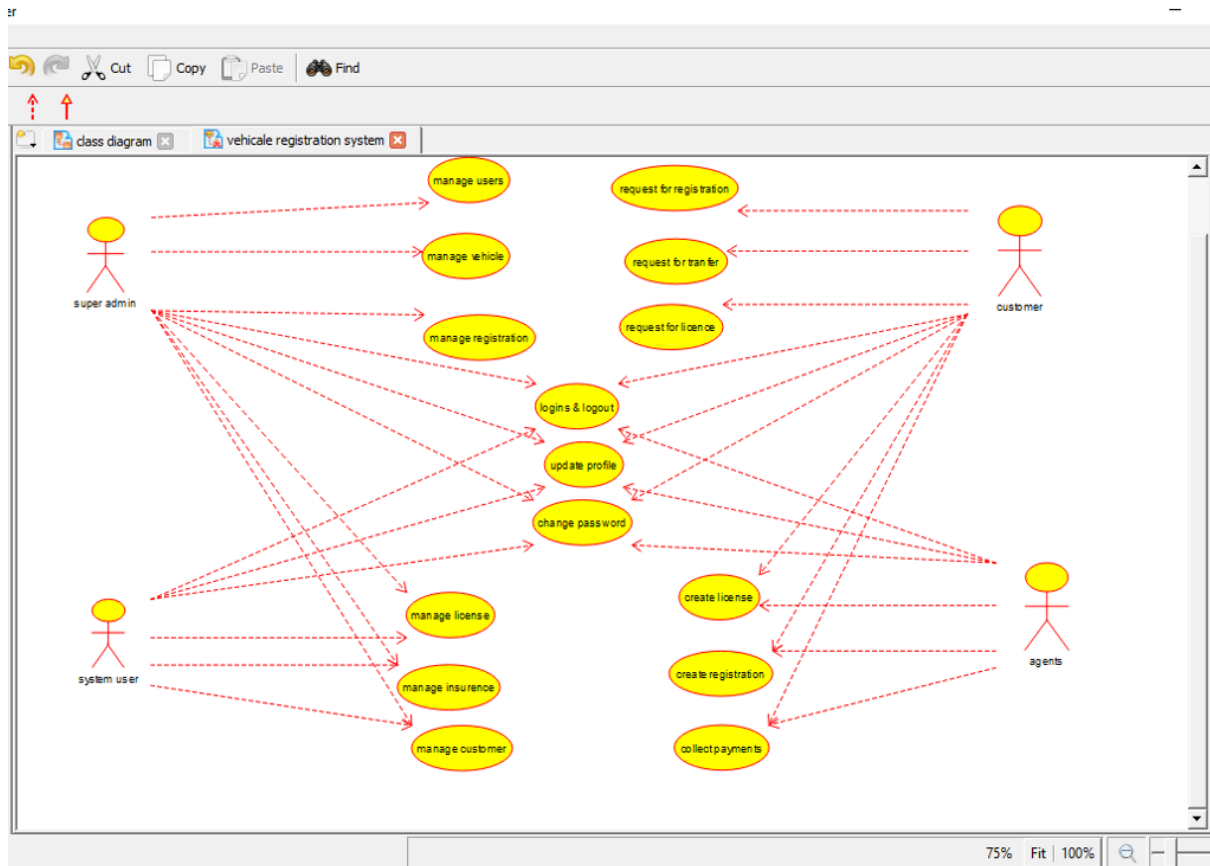 er
Cut Copy Paste Find
class diagram vehicale registration system
manage users
request for registration
manage vehicle
request for tranfer
super admin
customer
manage registration
request for licence
logins & logout
update profile
change password
create license
manage license
system user
agents
manage insurence
create registration
manage customer
collect payments
75% Fit 100%